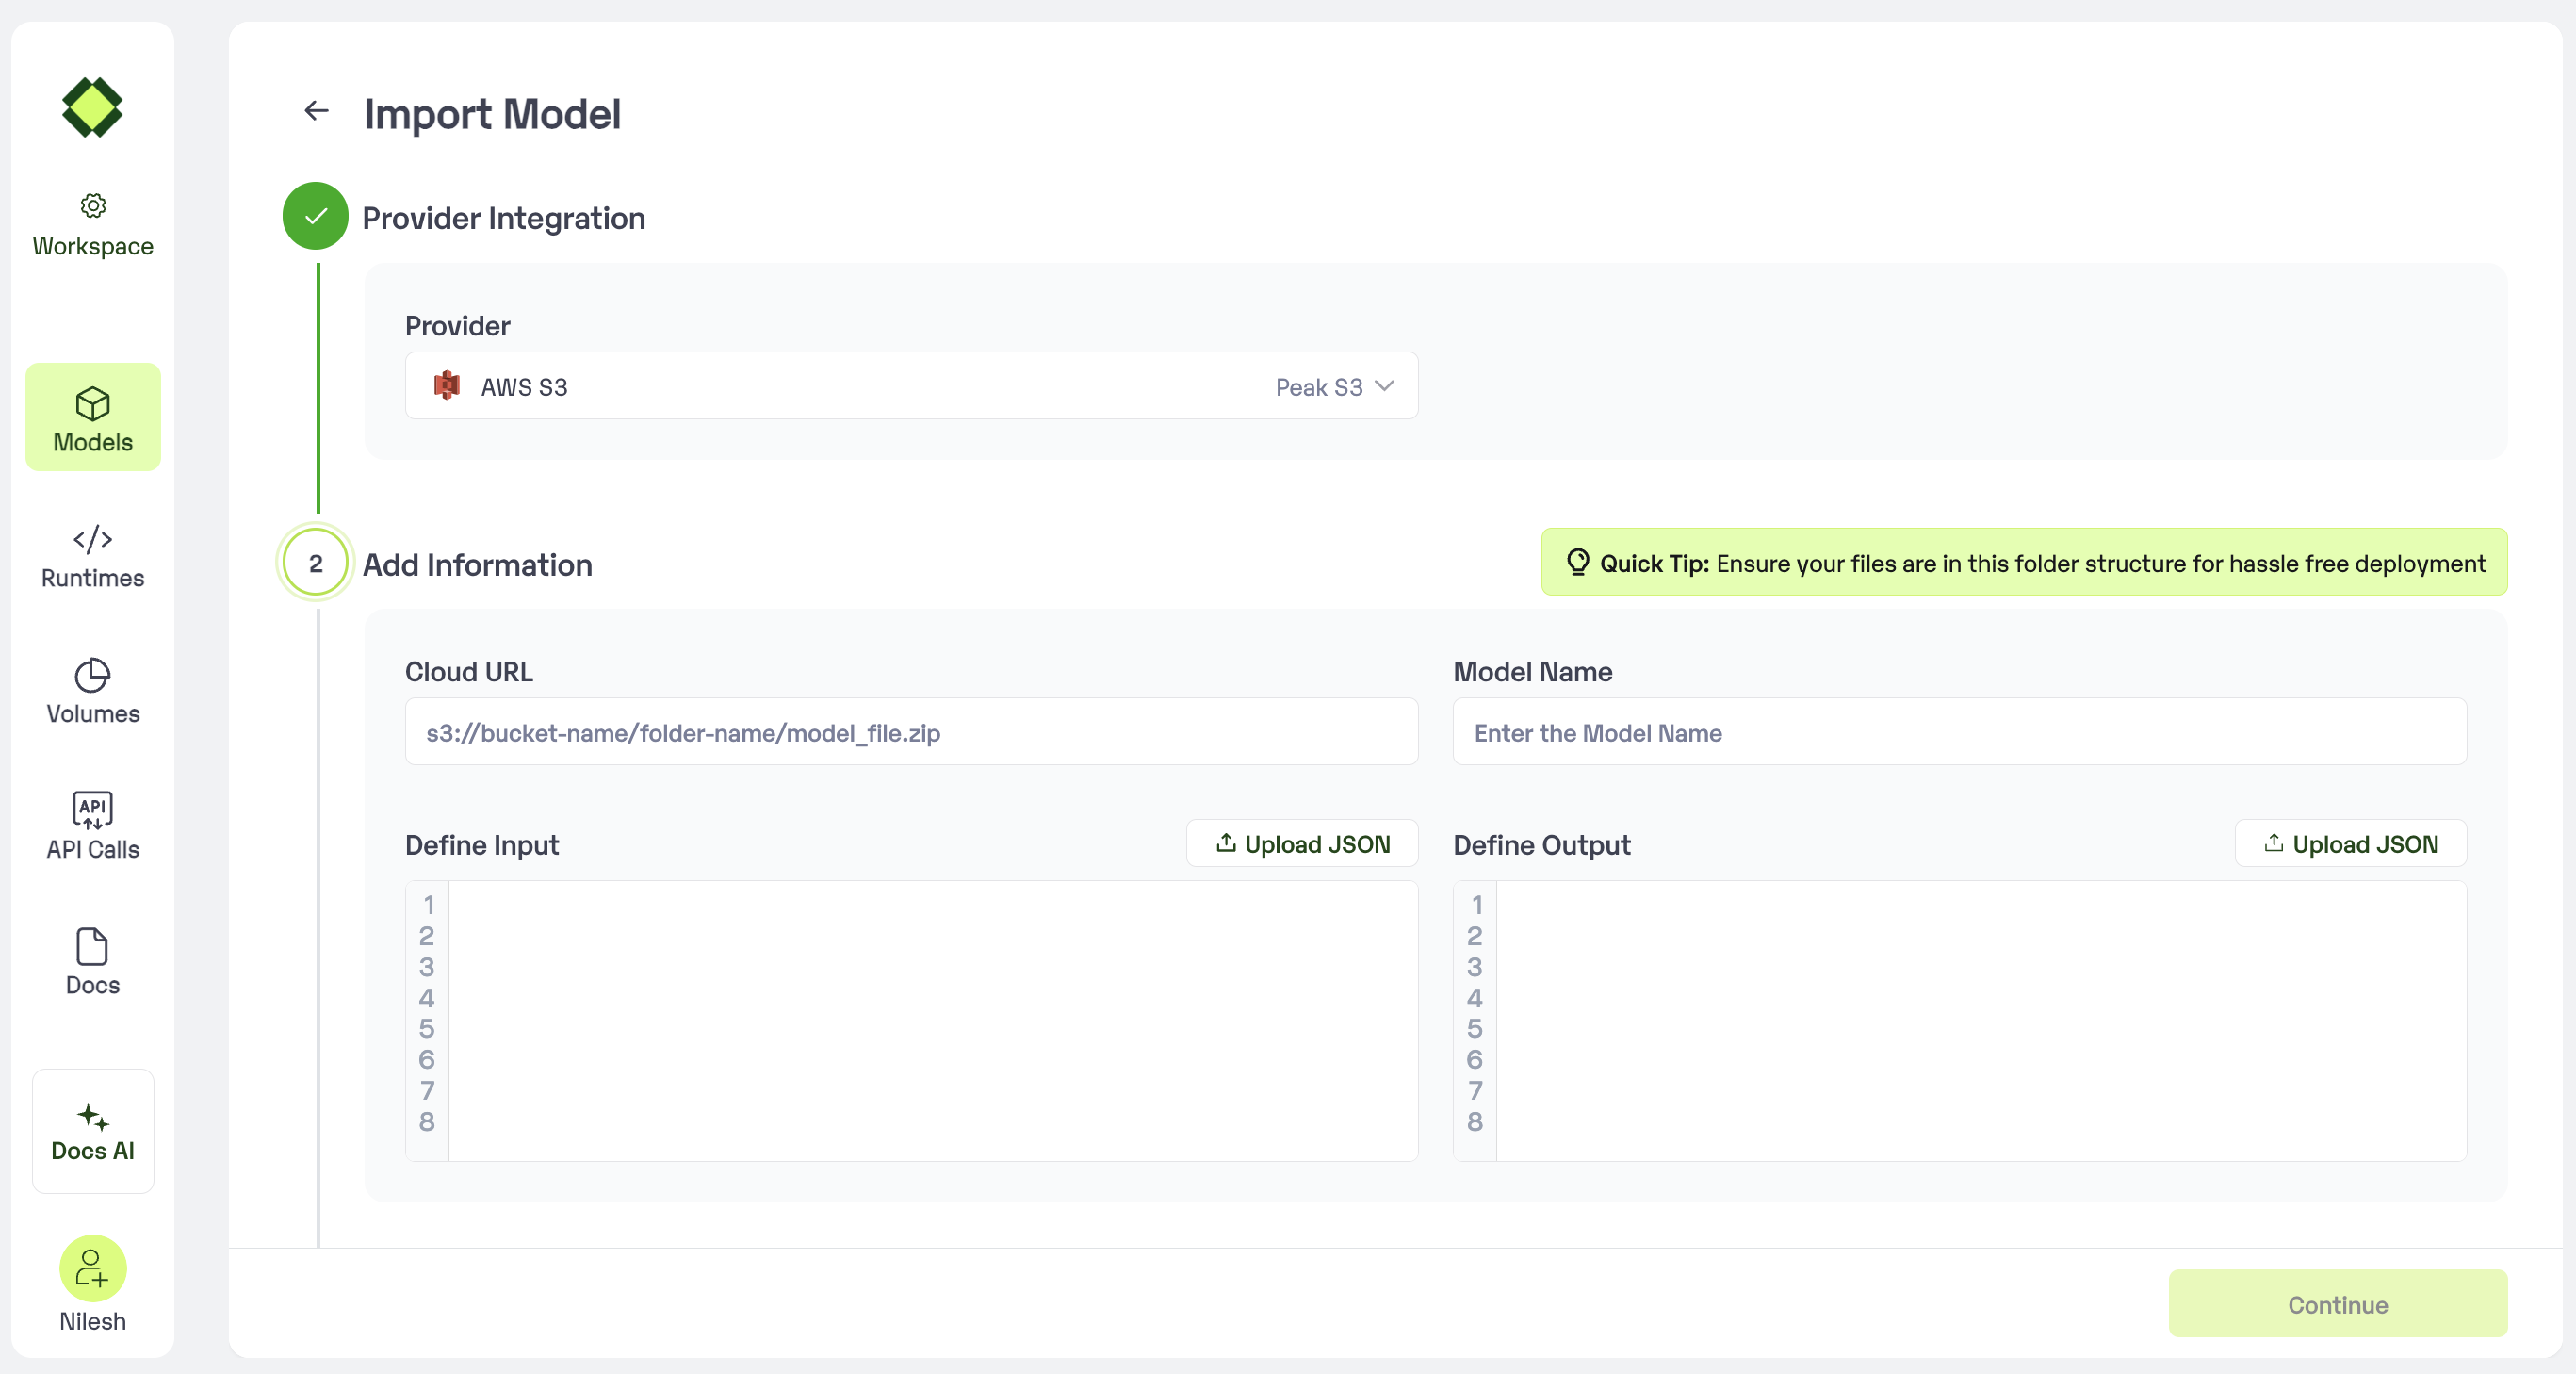 Import Model
Workspace
Models
Runtimes
Volumes
API
API Calls
Docs
Docs AI
Nilesh
Provider Integration
Provider
AWS S3
Peak S3
2
Add Information
Quick Tip: Ensure your files are in this folder structure for hassle free deployment
Cloud URL
s3://bucket-name/folder-name/model_file.zip
Model Name
Enter the Model Name
Define Input
Upload JSON
1
2
3
4
5
6
7
8
Define Output
Upload JSON
1
2
3
4
5
6
7
8
Continue